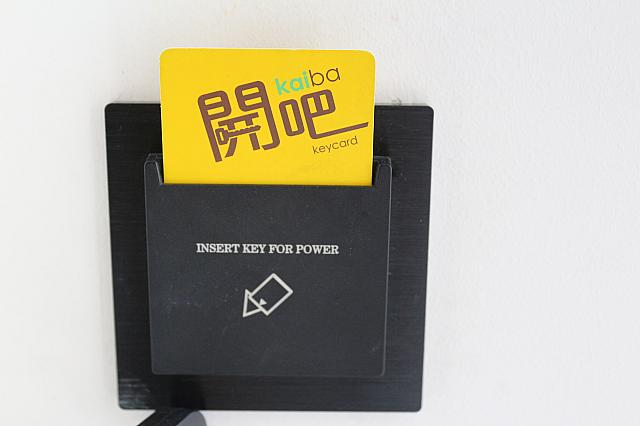 kaiba
開吧
keycard
INSERT KEY FOR POWER